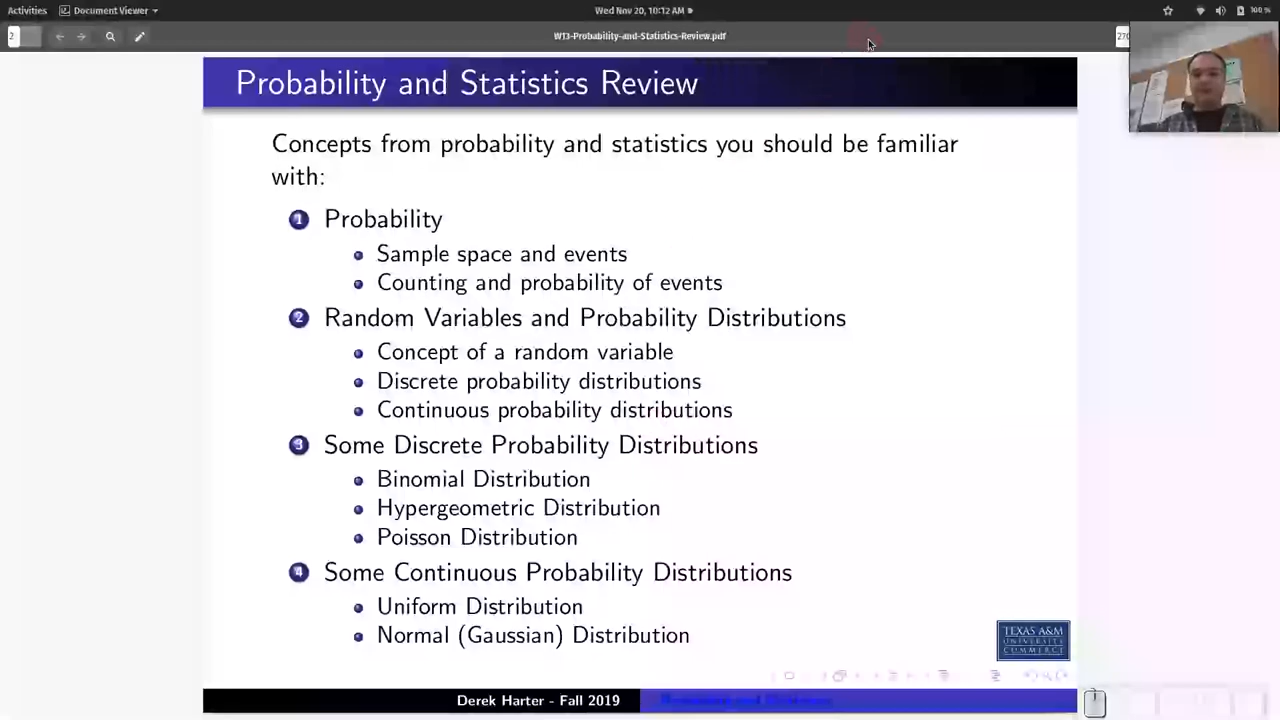 Activities
Document Viewer
Wed Nov 20, 10:12 AM
100 %
2
W13-Probability-and-Statistics-Review.pdf
270
Probability and Statistics Review
Concepts from probability and statistics you should be familiar
with:
1 Probability
Sample space and events
Counting and probability of events
2 Random Variables and Probability Distributions
Concept of a random variable
Discrete probability distributions
Continuous probability distributions
3 Some Discrete Probability Distributions
Binomial Distribution
Hypergeometric Distribution
Poisson Distribution
4 Some Continuous Probability Distributions
Uniform Distribution
Normal (Gaussian) Distribution
TEXAS A&M
UNIVERSITY
COMMERCE
Derek Harter - Fall 2019